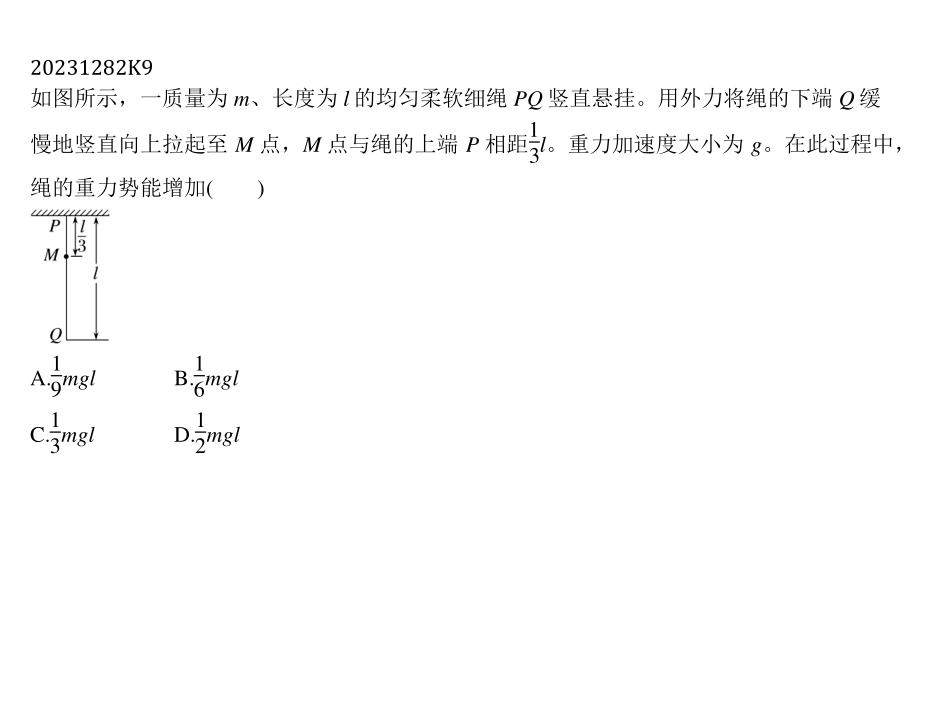 20231282K9
如图所示，一质量为 m、长度为 l 的均匀柔软细绳 PQ 竖直悬挂。用外力将绳的下端 Q 缓
慢地竖直向上拉起至 M 点，M 点与绳的上端 P 相距\frac{1}{3}l。重力加速度大小为 g。在此过程中，
绳的重力势能增加(　　)
P
\frac{l}{3}
M
l
Q
A.\frac{1}{9}mgl　　B.\frac{1}{6}mgl
C.\frac{1}{3}mgl　　D.\frac{1}{2}mgl